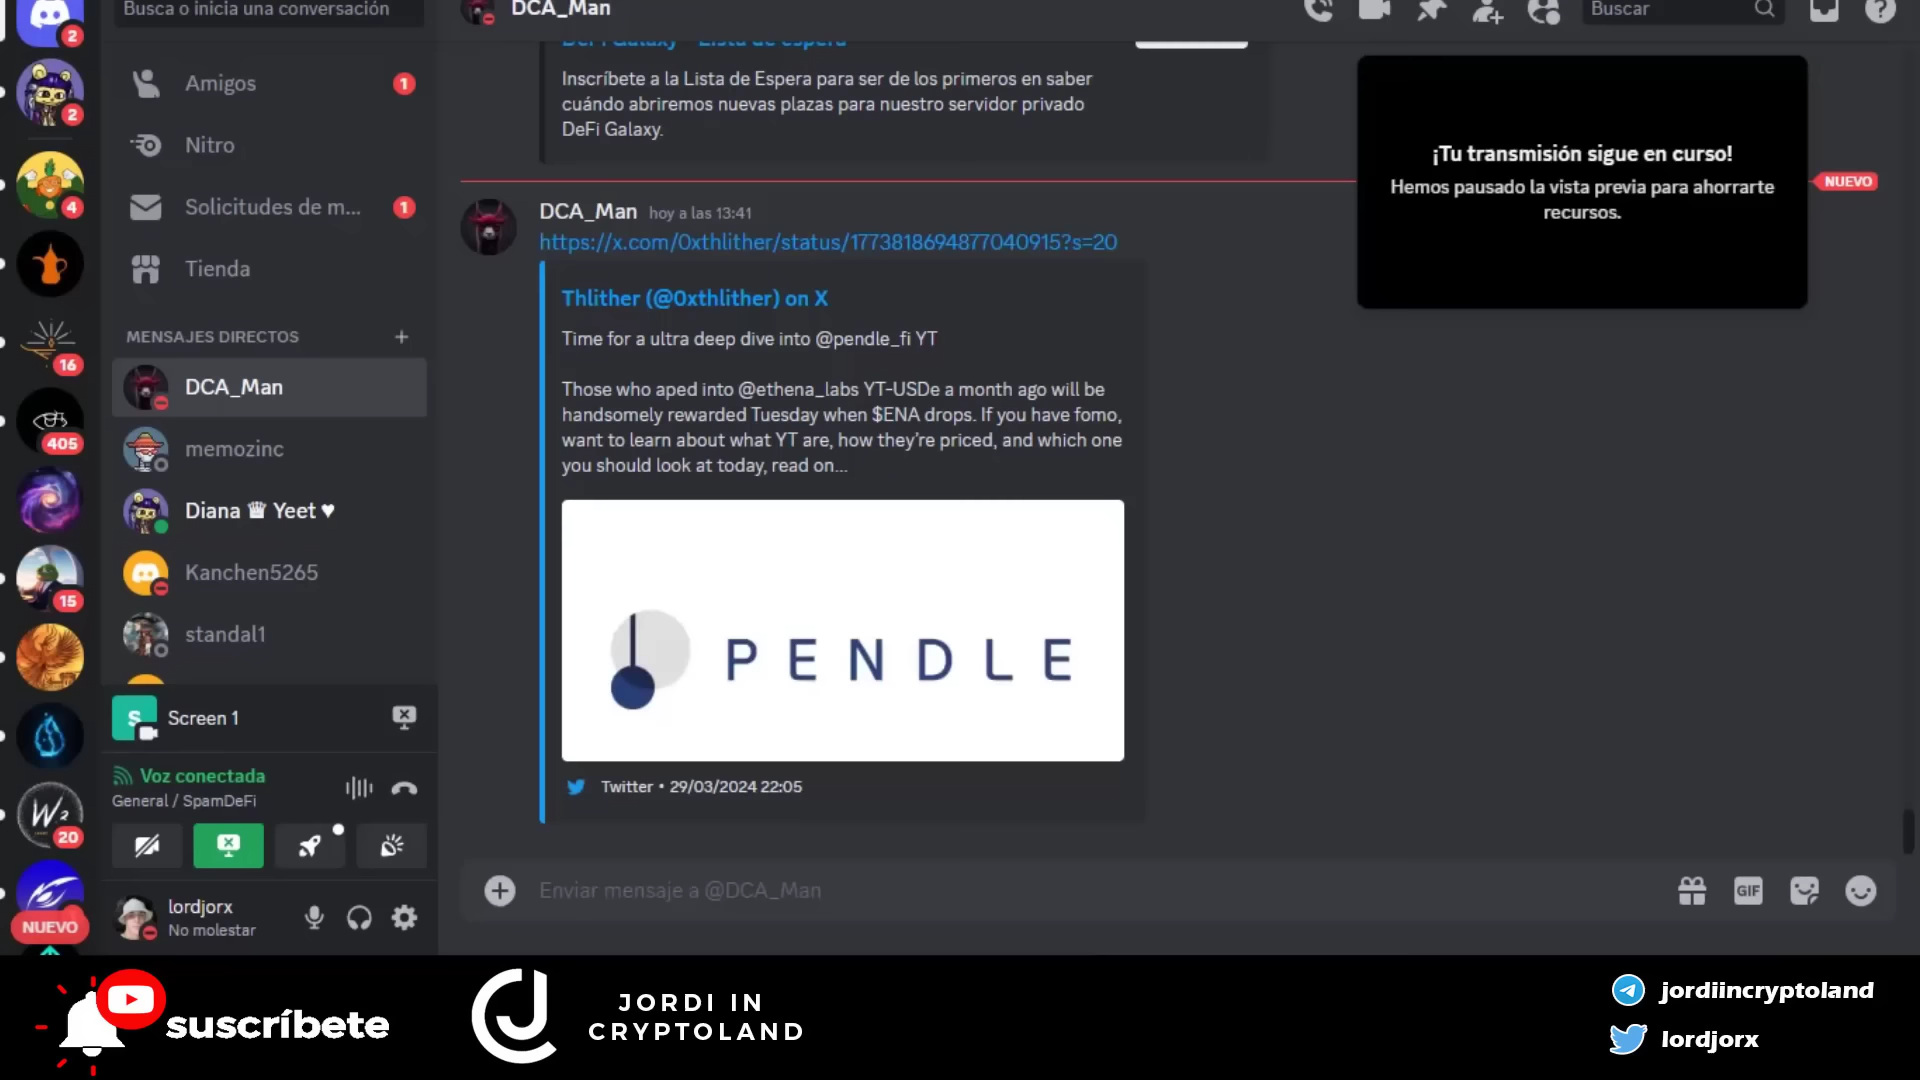 Busca o inicia una conversación
DCA_Man
Buscar
2
2
4
16
405
15
20
NUEVO
Amigos
1
Nitro
Solicitudes de m...
1
Tienda
MENSAJES DIRECTOS
DCA_Man
memozinc
Diana ♛ Yeet ♥
Kanchen5265
standal1
S
Screen 1
Voz conectada
General / SpamDeFi
lordjorx
No molestar
DeFi Galaxy - Lista de espera
Inscríbete a la Lista de Espera para ser de los primeros en saber
cuándo abriremos nuevas plazas para nuestro servidor privado
DeFi Galaxy.
¡Tu transmisión sigue en curso!
Hemos pausado la vista previa para ahorrarte
recursos.
NUEVO
DCA_Man hoy a las 13:41
https://x.com/0xthlither/status/1773818694877040915?s=20
Thlither (@0xthlither) on X
Time for a ultra deep dive into @pendle_fi YT
Those who aped into @ethena_labs YT-USDe a month ago will be
handsomely rewarded Tuesday when $ENA drops. If you have fomo,
want to learn about what YT are, how they're priced, and which one
you should look at today, read on...
PENDLE
Twitter • 29/03/2024 22:05
Enviar mensaje a @DCA_Man
GIF
suscríbete
JORDI IN
CRYPTOLAND
jordiincryptoland
lordjorx